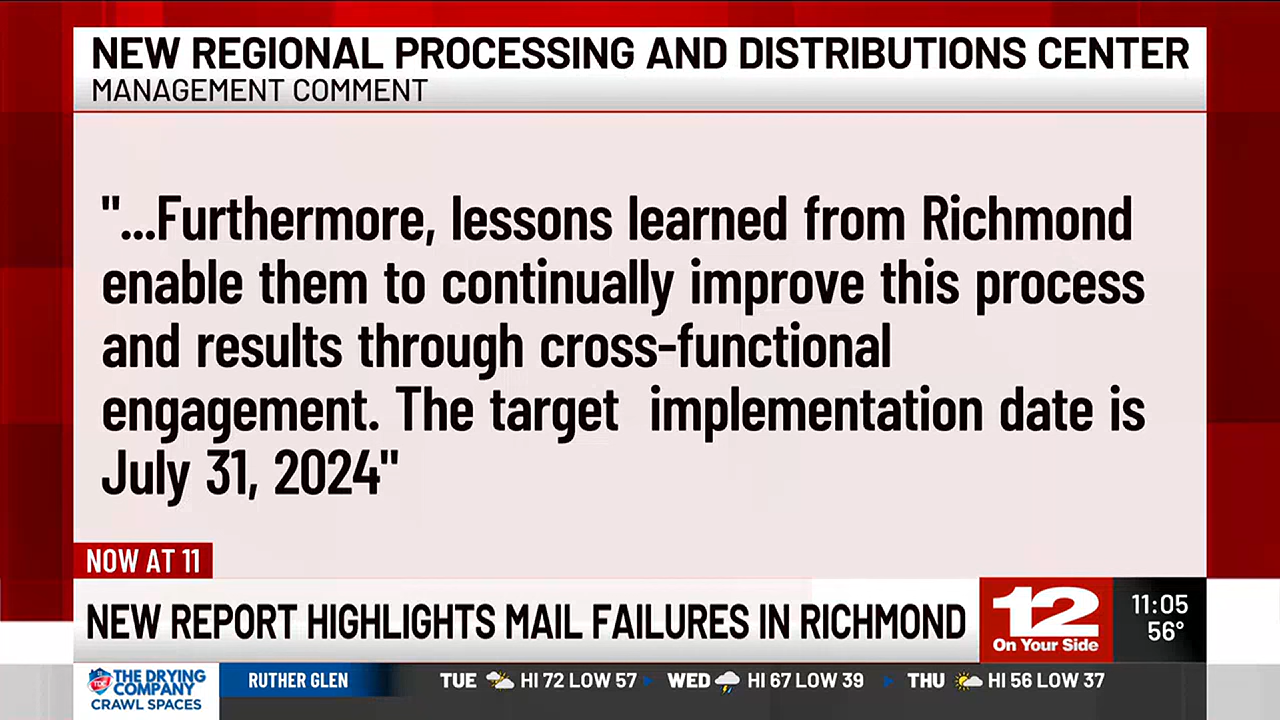 NEW REGIONAL PROCESSING AND DISTRIBUTIONS CENTER
MANAGEMENT COMMENT
"...Furthermore, lessons learned from Richmond
enable them to continually improve this process
and results through cross-functional
engagement. The target  implementation date is
July 31, 2024"
NOW AT 11
NEW REPORT HIGHLIGHTS MAIL FAILURES IN RICHMOND
12
On Your Side
11:05
56°
THE DRYING
COMPANY
CRAWL SPACES
RUTHER GLEN
TUE HI 72 LOW 57 WED HI 67 LOW 39 THU HI 56 LOW 37